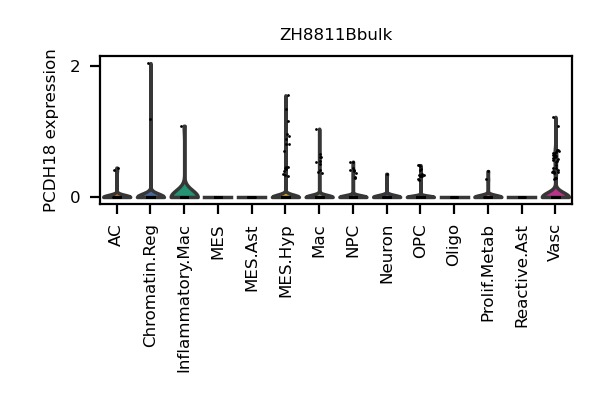 ZH8811Bbulk
PCDH18 expression
2
0
AC
Chromatin.Reg
Inflammatory.Mac
MES
MES.Ast
MES.Hyp
Mac
NPC
Neuron
OPC
Oligo
Prolif.Metab
Reactive.Ast
Vasc